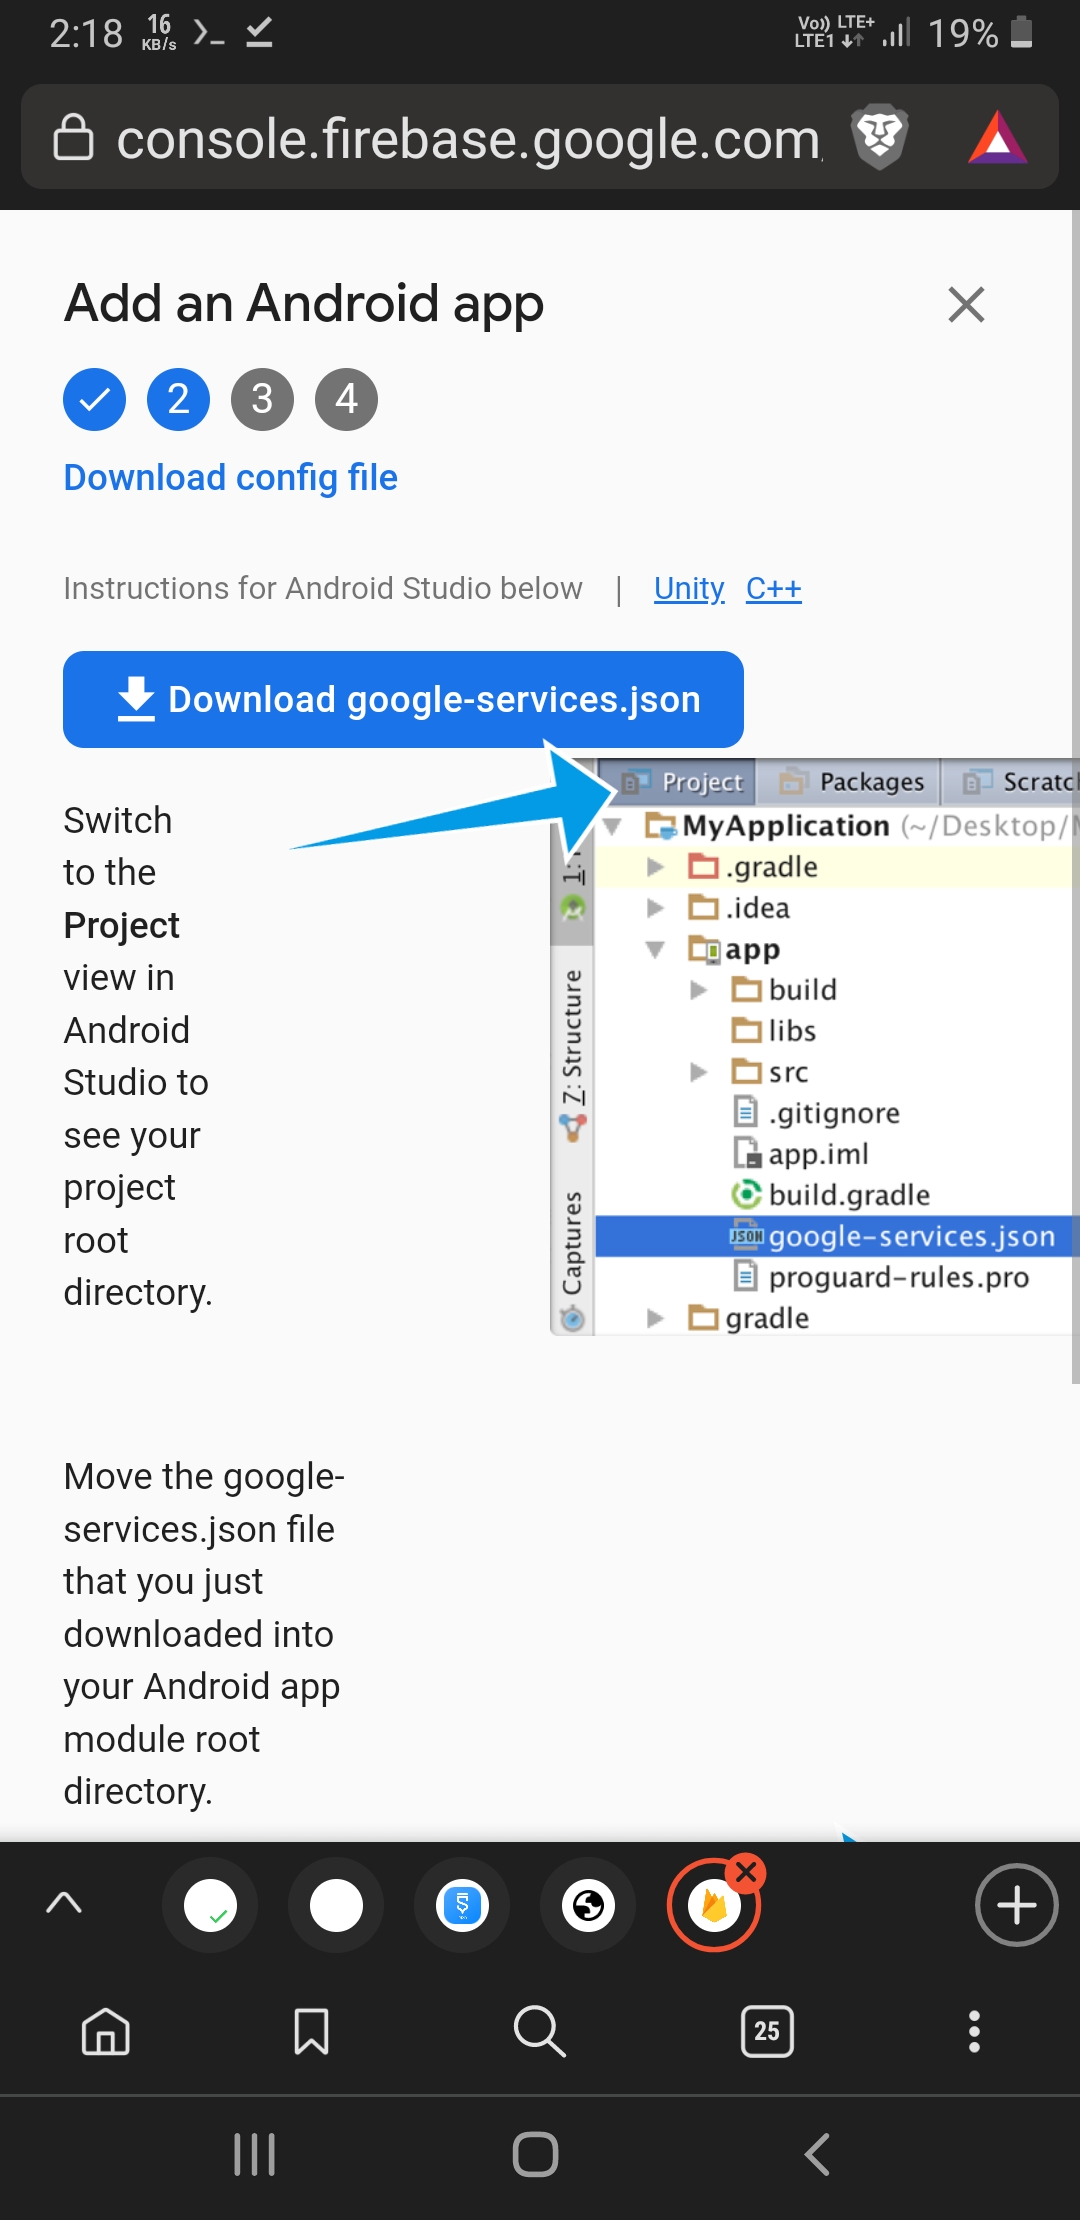 2:18 16 KB/s Vo)) LTE+ LTE1 19%
console.firebase.google.com
Add an Android app
2 3 4
Download config file
Instructions for Android Studio below | Unity C++
Download google-services.json
Switch
to the
Project
view in
Android
Studio to
see your
project
root
directory.
Project Packages Scratch
MyApplication (~/Desktop/
.gradle
.idea
app
build
libs
src
.gitignore
app.iml
build.gradle
google-services.json
proguard-rules.pro
gradle
1:
Z: Structure
Captures
Move the google-
services.json file
that you just
downloaded into
your Android app
module root
directory.
25